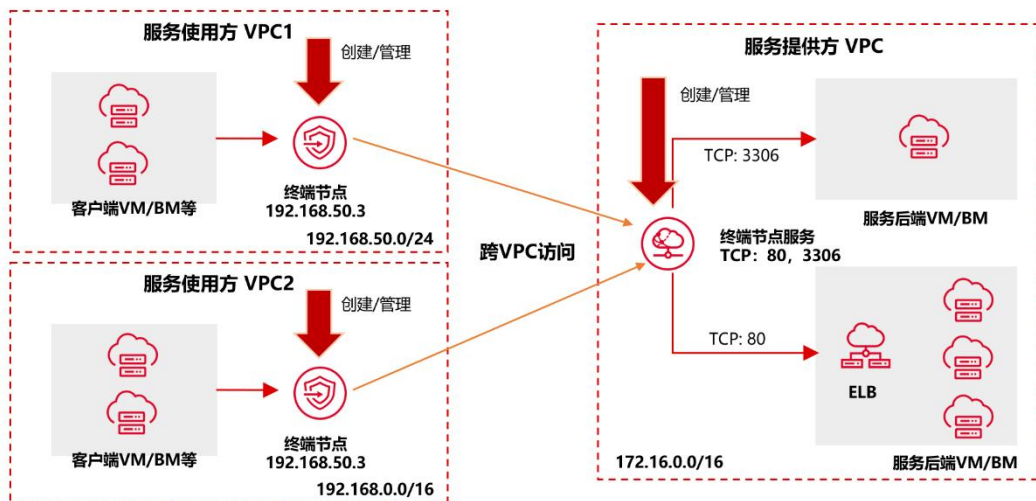 服务使用方 VPC1
创建/管理
客户端VM/BM等
终端节点
192.168.50.3
192.168.50.0/24
服务使用方 VPC2
创建/管理
客户端VM/BM等
终端节点
192.168.50.3
192.168.0.0/16
跨VPC访问
服务提供方 VPC
创建/管理
TCP: 3306
服务后端VM/BM
终端节点服务
TCP：80，3306
TCP: 80
ELB
服务后端VM/BM
172.16.0.0/16